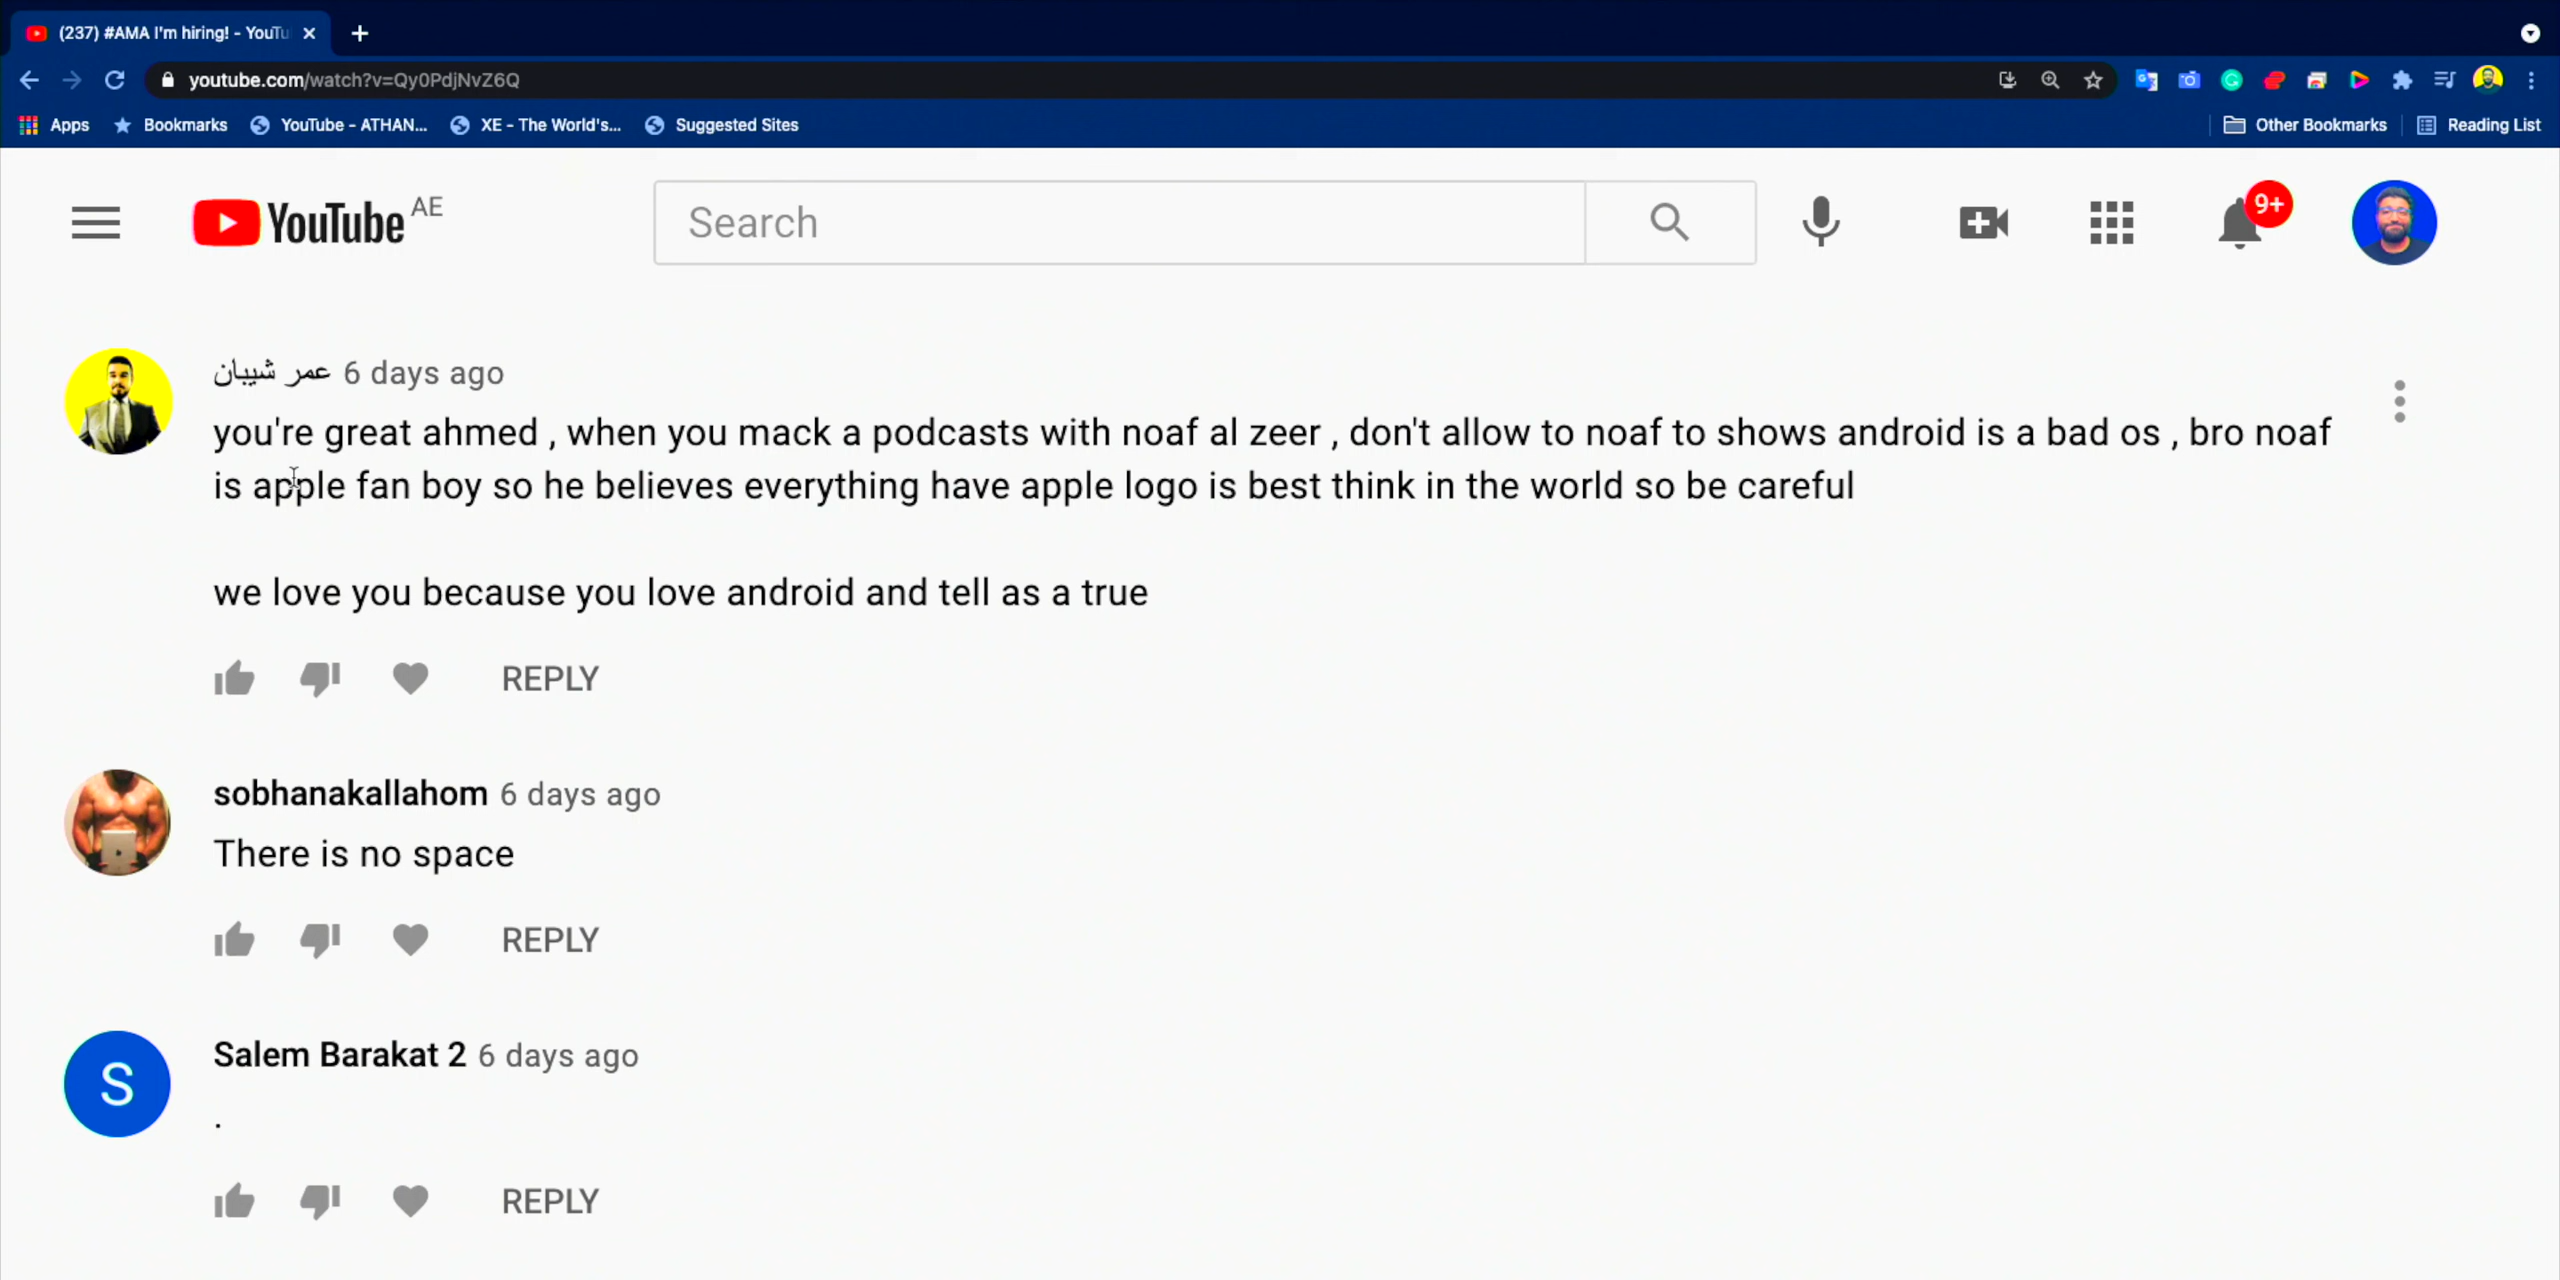 (237) #AMA I'm hiring! - YouTu
youtube.com/watch?v=Qy0PdjNvZ6Q
Apps Bookmarks YouTube - ATHAN... XE - The World's... Suggested Sites Other Bookmarks Reading List
YouTube AE Search 9+
عمر شيبان 6 days ago
you're great ahmed , when you mack a podcasts with noaf al zeer , don't allow to noaf to shows android is a bad os , bro noaf
is apple fan boy so he believes everything have apple logo is best think in the world so be careful
we love you because you love android and tell as a true
REPLY
sobhanakallahom 6 days ago
There is no space
REPLY
S
Salem Barakat 2 6 days ago
.
REPLY